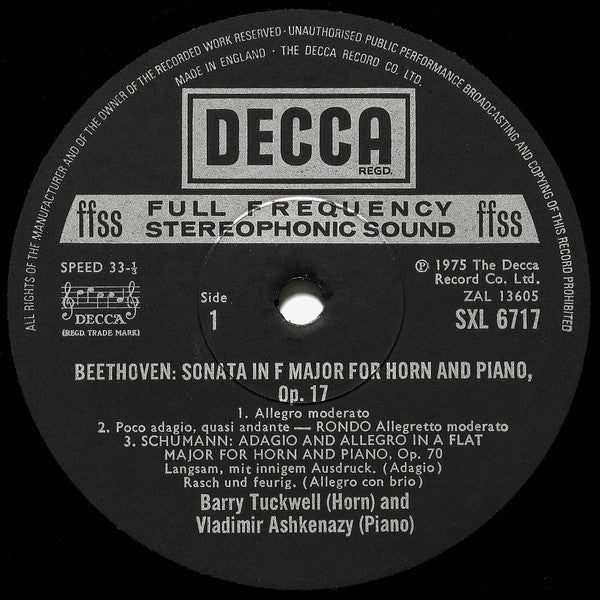 ALL RIGHTS OF THE MANUFACTURER AND OF THE OWNER OF THE RECORDED WORK RESERVED · UNAUTHORISED PUBLIC PERFORMANCE BROADCASTING AND COPYING OF THIS RECORD PROHIBITED
MADE IN ENGLAND · THE DECCA RECORD CO. LTD.
DECCA
REGD.
ffss FULL FREQUENCY STEREOPHONIC SOUND ffss
SPEED 33-⅓
DECCA
(REGD. TRADE MARK)
Side
1
℗ 1975 The Decca
Record Co. Ltd.
ZAL 13605
SXL 6717
BEETHOVEN: SONATA IN F MAJOR FOR HORN AND PIANO,
Op. 17
1. Allegro moderato
2. Poco adagio, quasi andante — RONDO Allegretto moderato
3. SCHUMANN: ADAGIO AND ALLEGRO IN A FLAT
MAJOR FOR HORN AND PIANO, Op. 70
Langsam, mit innigem Ausdruck. (Adagio)
Rasch und feurig. (Allegro con brio)
Barry Tuckwell (Horn) and
Vladimir Ashkenazy (Piano)